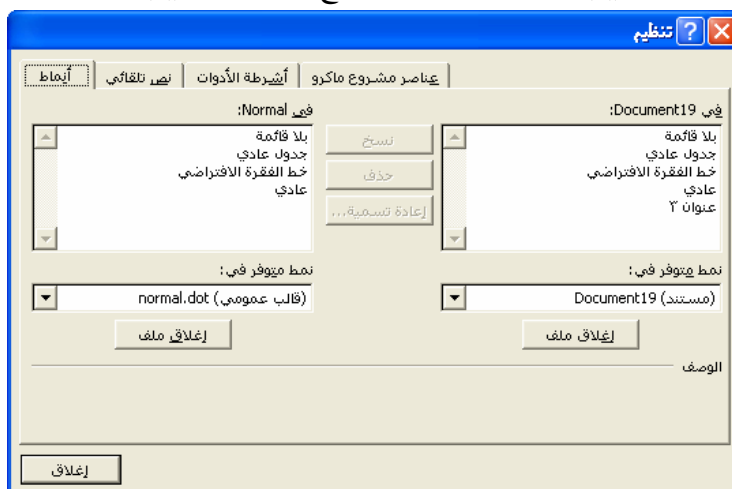 تنظيم
أنماط
نص تلقائي
أشرطة الأدوات
عناصر مشروع ماكرو
في Document19:
بلا قائمة
جدول عادي
خط الفقرة الافتراضي
عادي
عنوان ٣
نسخ
حذف
إعادة تسمية...
في Normal:
بلا قائمة
جدول عادي
خط الفقرة الافتراضي
عادي
نمط متوفر في:
Document19 (مستند)
إغلاق ملف
نمط متوفر في:
normal.dot (قالب عمومي)
إغلاق ملف
الوصف
إغلاق